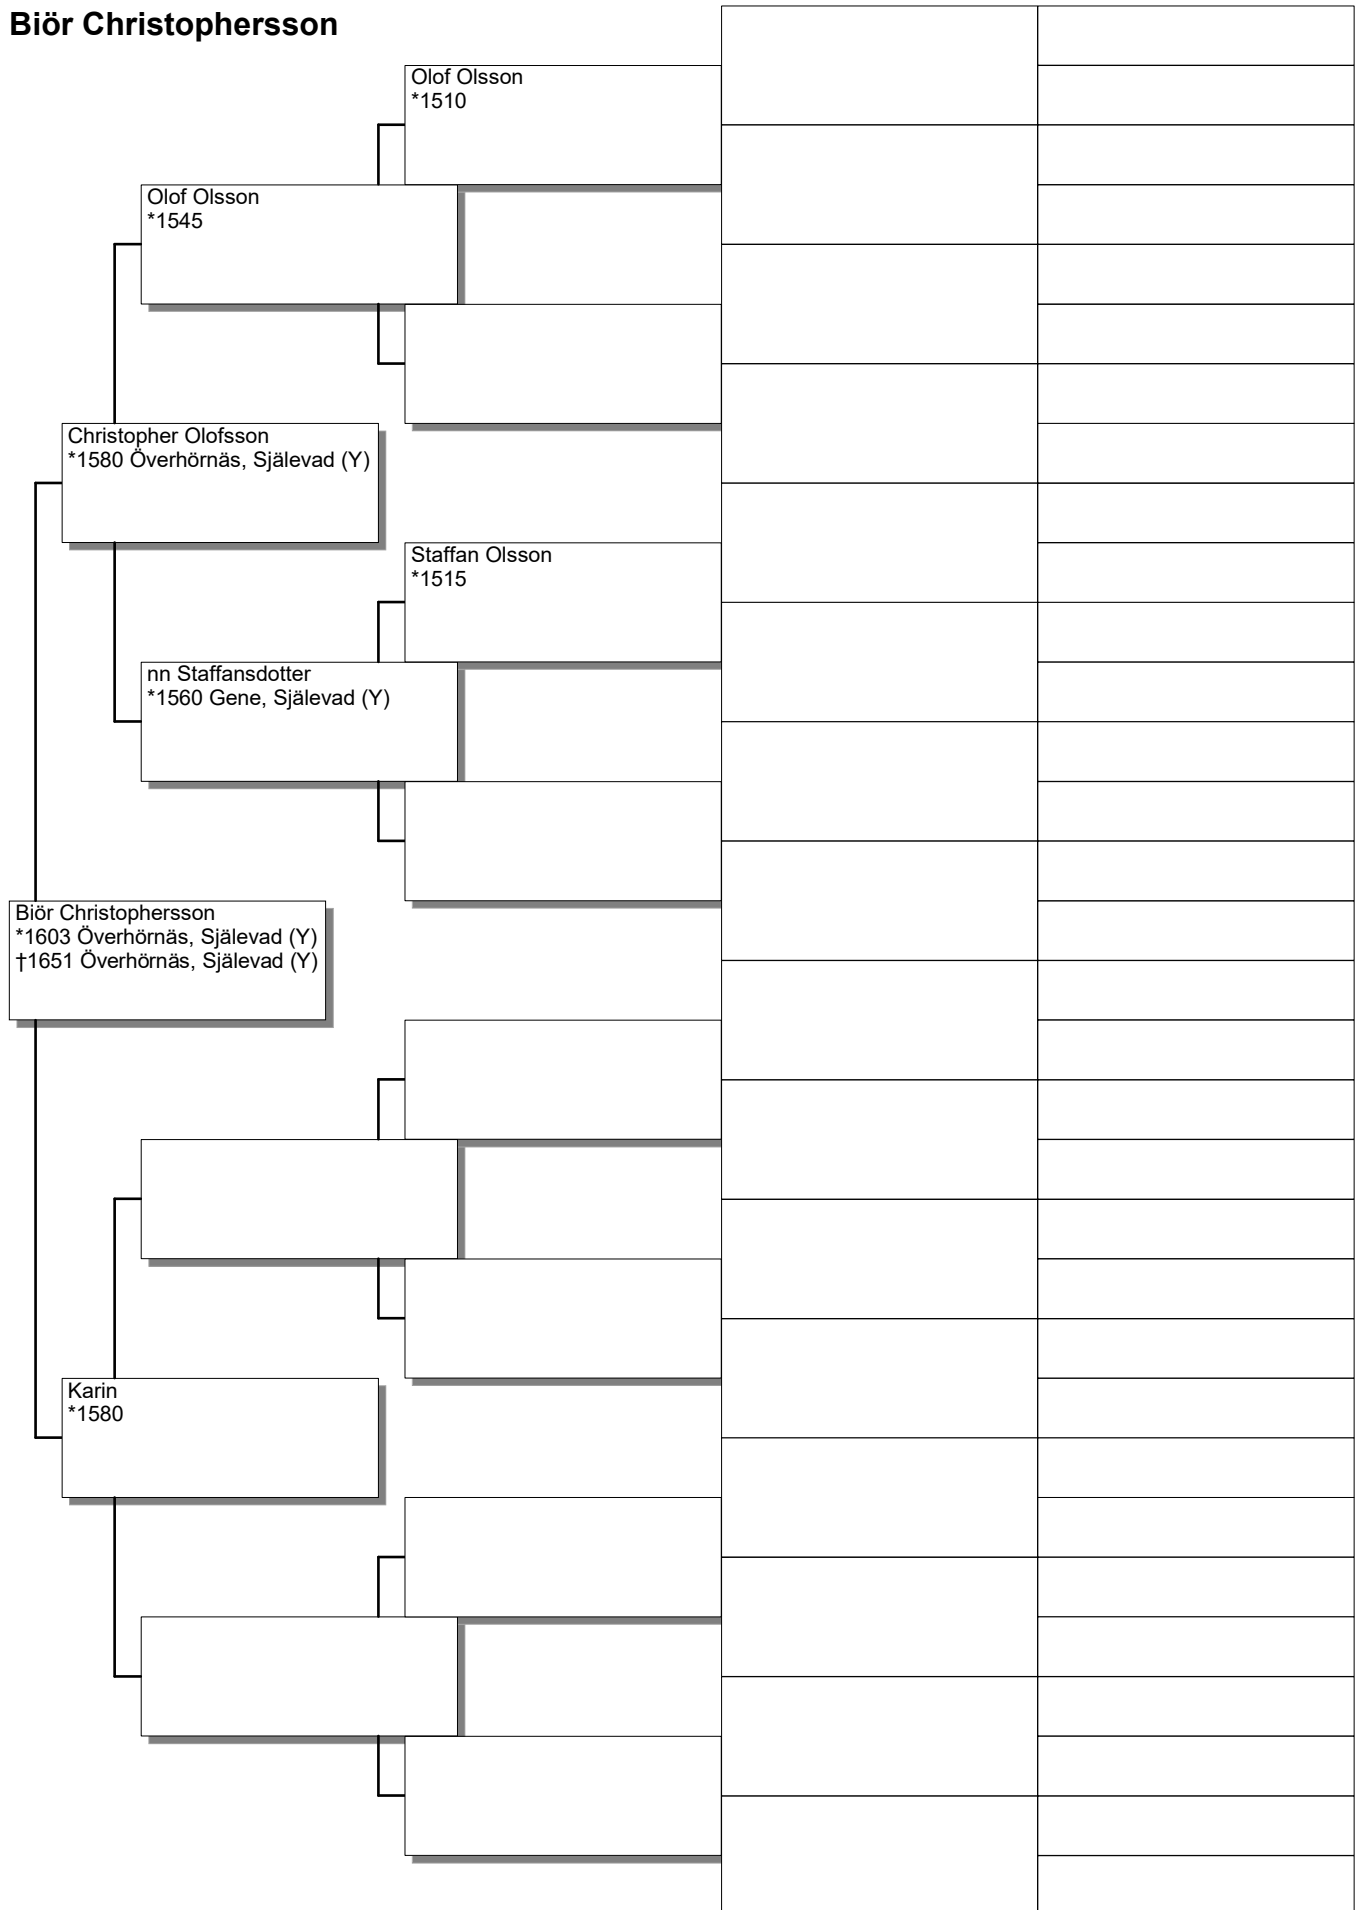 Biör Christophersson
Olof Olsson
*1510
Olof Olsson
*1545
Christopher Olofsson
*1580 Överhörnäs, Själevad (Y)
Staffan Olsson
*1515
nn Staffansdotter
*1560 Gene, Själevad (Y)
Biör Christophersson
*1603 Överhörnäs, Själevad (Y)
†1651 Överhörnäs, Själevad (Y)
Karin
*1580